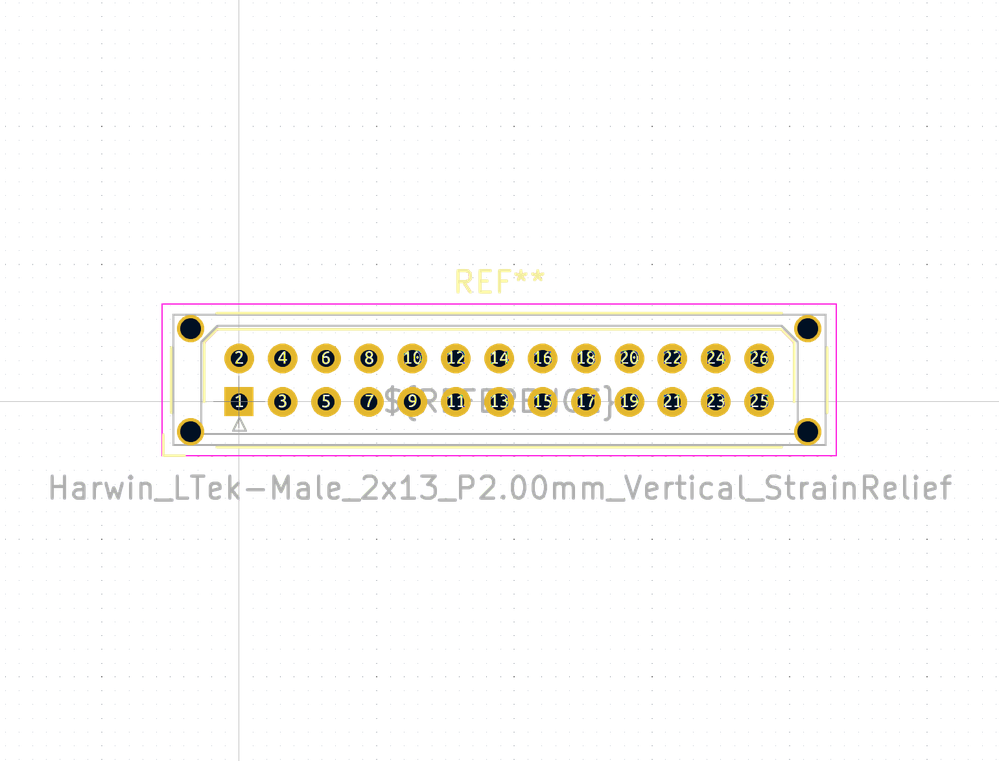 REF**
2 4 6 8 10 12 14 16 18 20 22 24 26
${REFERENCE}
1 3 5 7 9 11 13 15 17 19 21 23 25
Harwin_LTek-Male_2x13_P2.00mm_Vertical_StrainRelief